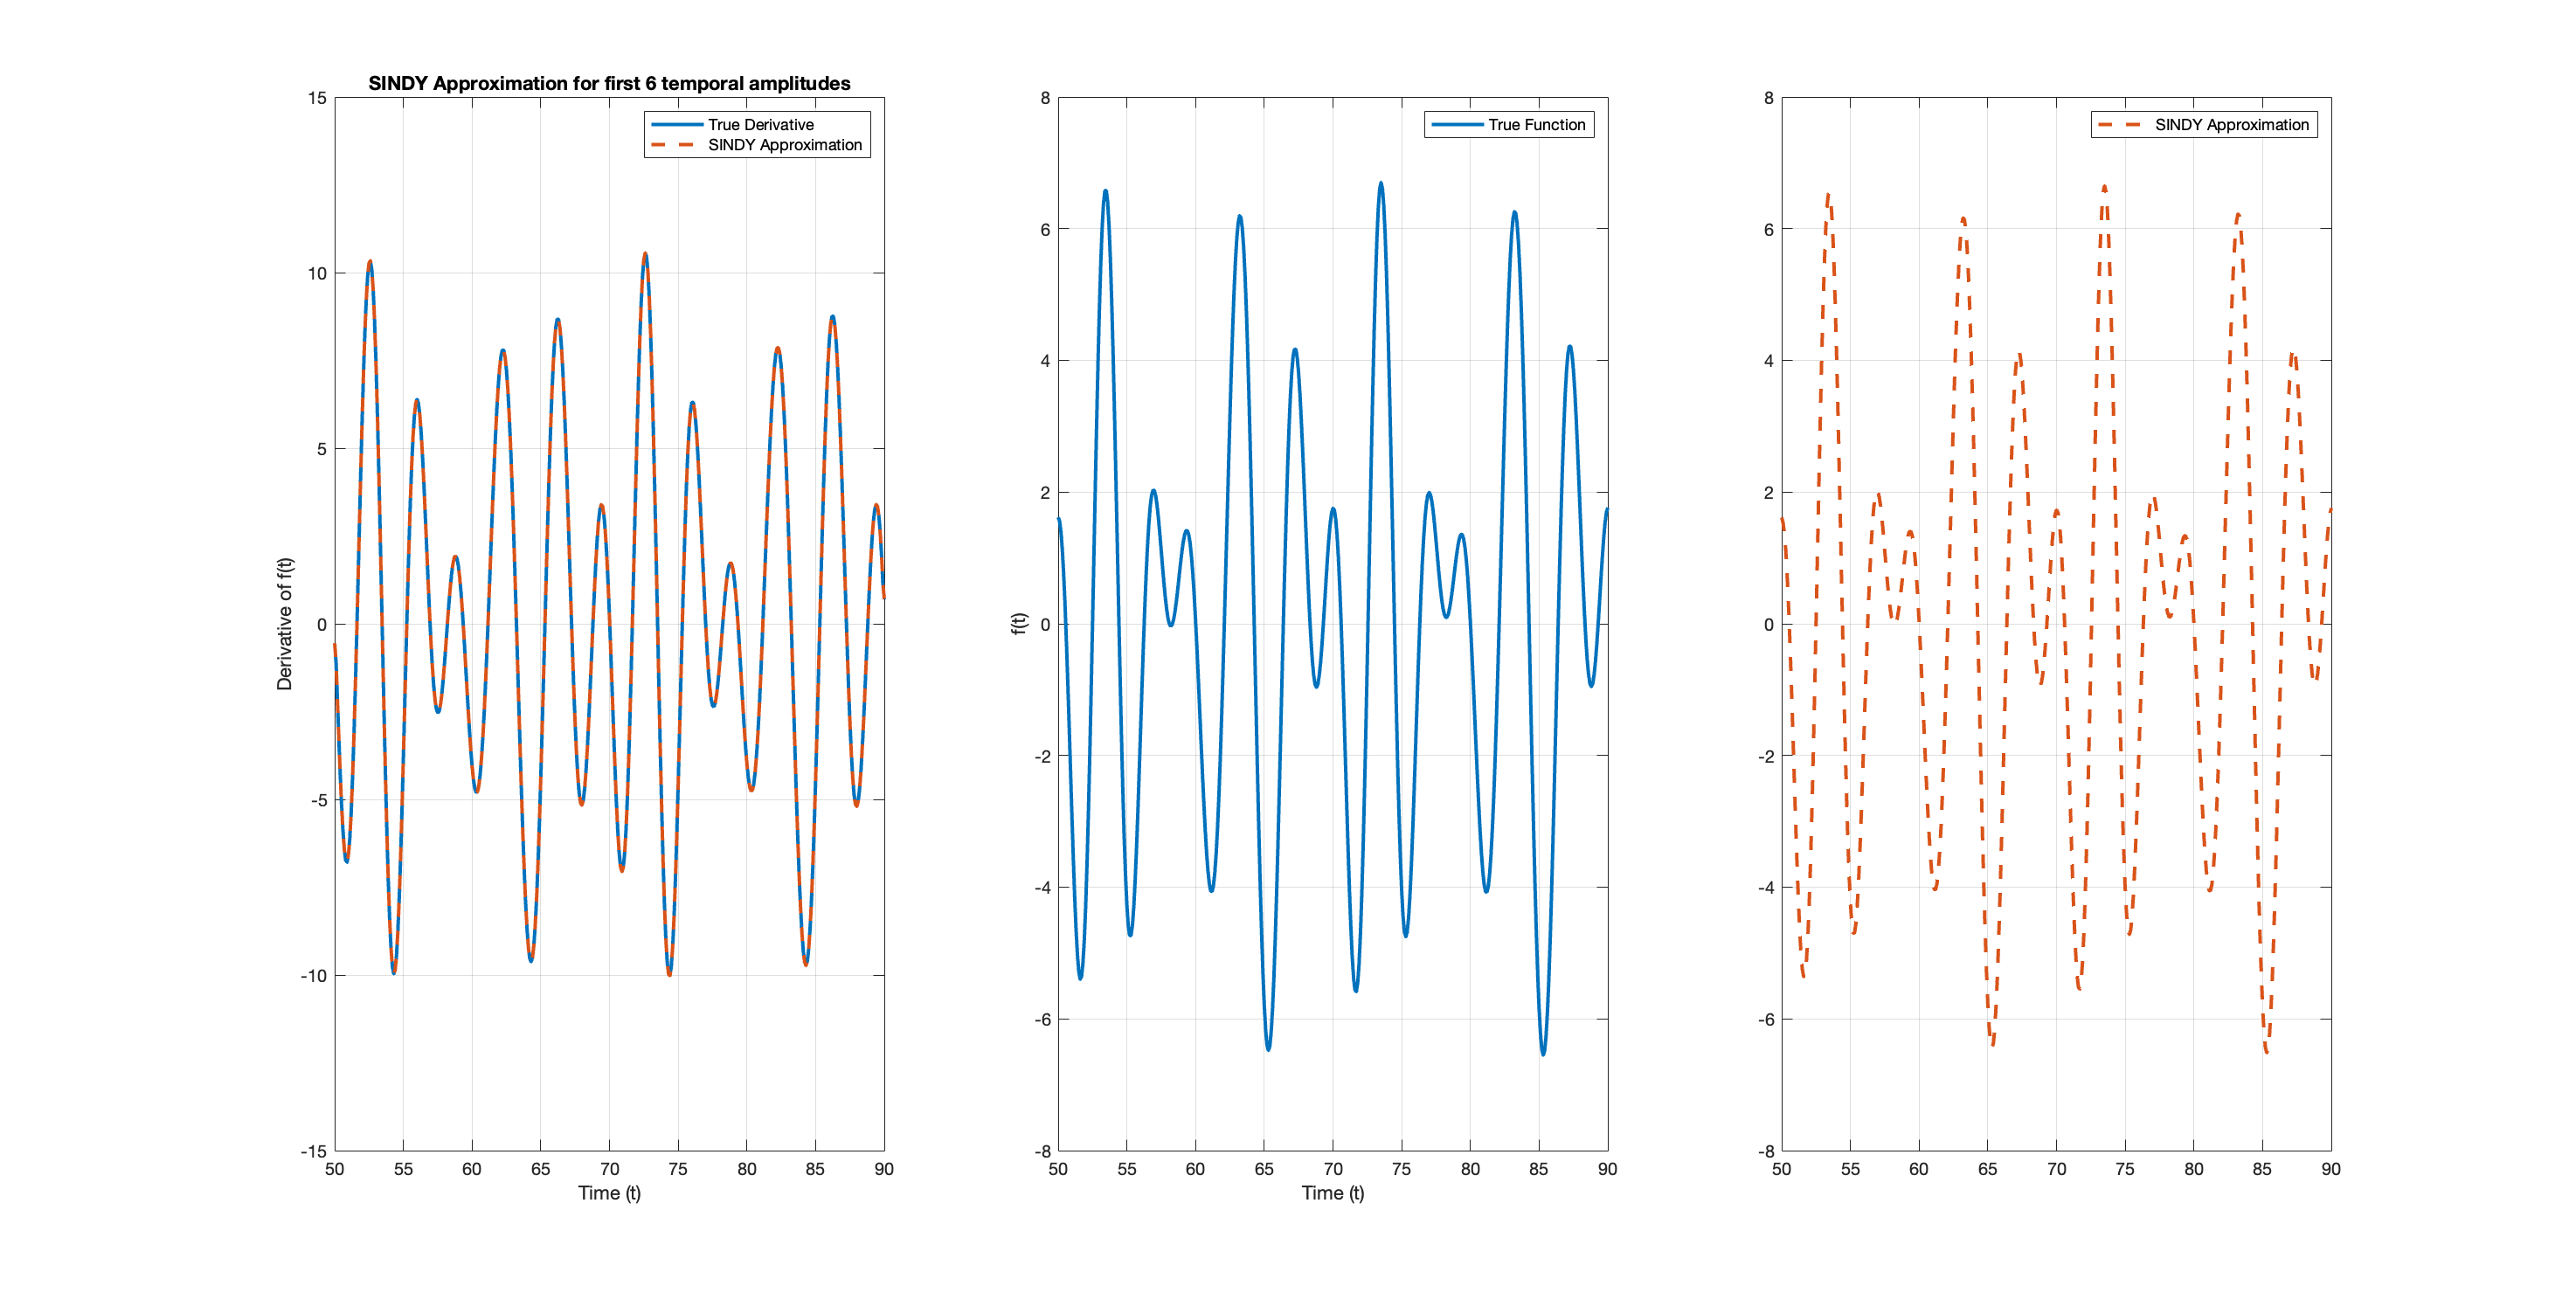 SINDY Approximation for first 6 temporal amplitudes
True Derivative
SINDY Approximation
15
10
5
0
-5
-10
-15
50 55 60 65 70 75 80 85 90
Time (t)
Derivative of f(t)
True Function
8
6
4
2
0
-2
-4
-6
-8
50 55 60 65 70 75 80 85 90
Time (t)
f(t)
SINDY Approximation
8
6
4
2
0
-2
-4
-6
-8
50 55 60 65 70 75 80 85 90